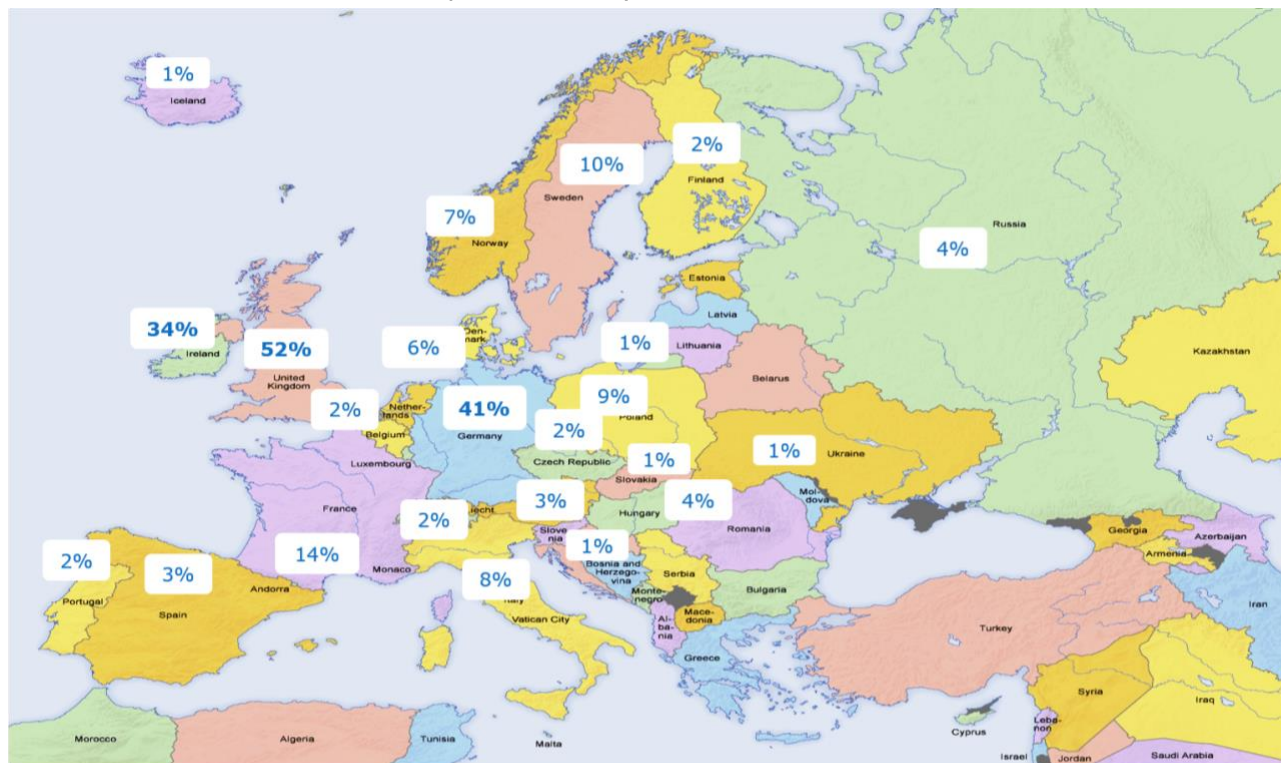 1%
Iceland
2%
10%
Finland
Sweden
Russia
7%
Norway
4%
Estonia
Latvia
34%
Den-
mark
6%
1%
Lithuania
Ireland
52%
Kazakhstan
United
Kingdom
Belarus
9%
2%
Nether-
lands
41%
Poland
Belgium
Germany
2%
1%
Ukraine
Luxembourg
Czech Republic
1%
Slovakia
Mol-
dova
3%
4%
France
2%
echt
Hungary
Slove
nia
Romania
Georgia
Azerbaijan
14%
1%
Armenia
2%
3%
Monaco
Bosnia and
Herzego-
vina
Serbia
8%
Andorra
Monte-
negro
Bulgaria
Portugal
Italy
Iran
Spain
Vatican City
Al-
ba-
nia
Mace-
donia
Turkey
Greece
Syria
Iraq
Leba-
non
Cyprus
Morocco
Algeria
Tunisia
Malta
Israel
Jordan
Saudi Arabia